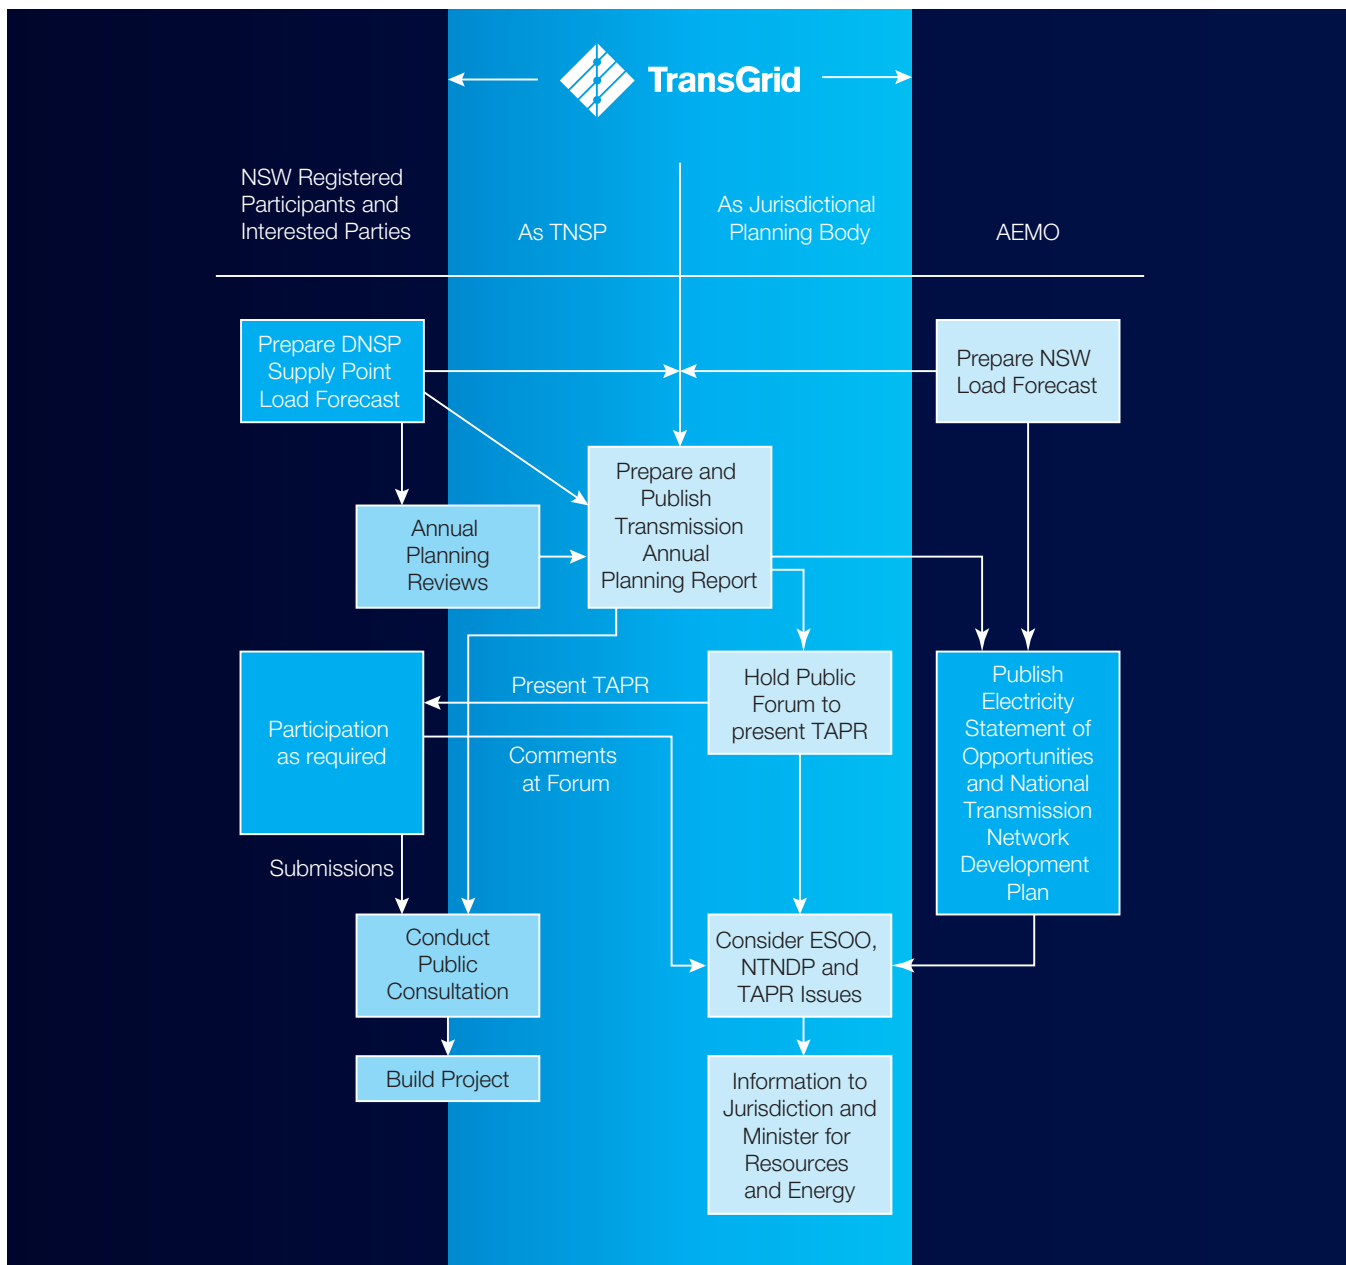 TransGrid
NSW Registered
Participants and
Interested Parties
As TNSP
As Jurisdictional
Planning Body
AEMO
Prepare DNSP
Supply Point
Load Forecast
Prepare NSW
Load Forecast
Prepare and
Publish
Transmission
Annual
Planning Report
Annual
Planning
Reviews
Present TAPR
Hold Public
Forum to
present TAPR
Publish
Electricity
Statement of
Opportunities
and National
Transmission
Network
Development
Plan
Participation
as required
Comments
at Forum
Submissions
Conduct
Public
Consultation
Consider ESOO,
NTNDP and
TAPR Issues
Build Project
Information to
Jurisdiction and
Minister for
Resources
and Energy